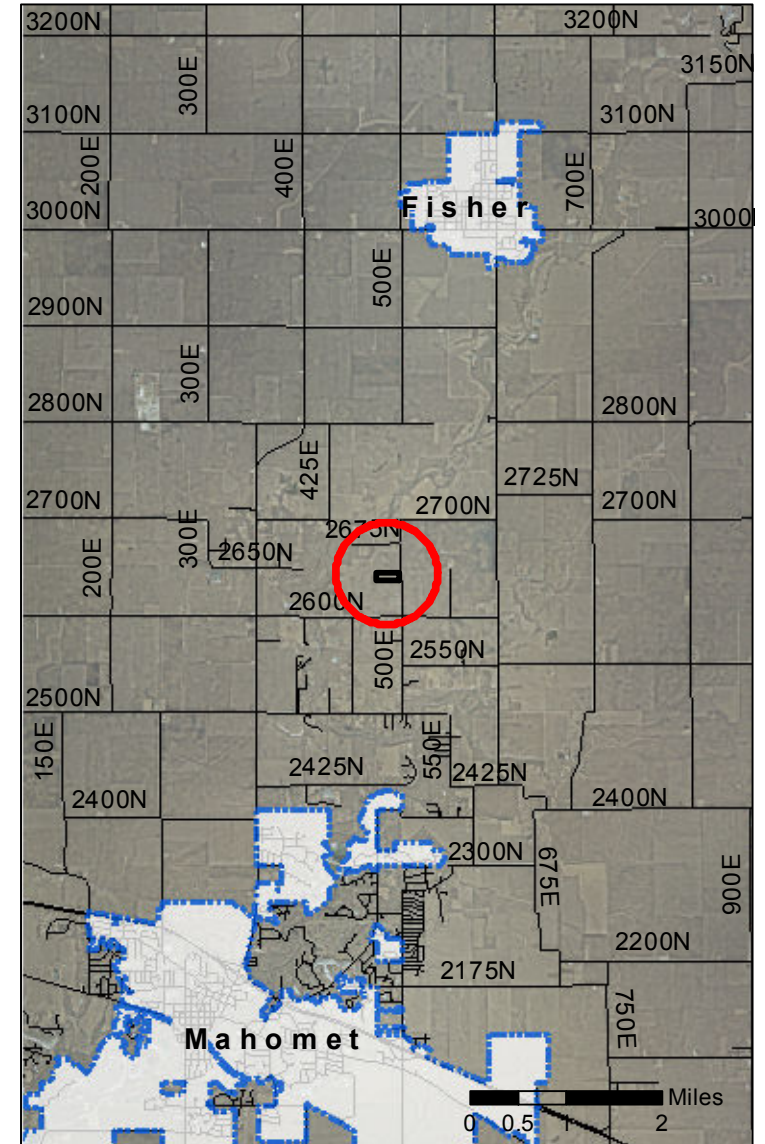 3200N
3200N
3150N
300E
3100N
3100N
200E
400E
700E
3000N
Fisher
3000
500E
2900N
300E
2800N
2800N
425E
2725N
2700N
2700N
2700N
2675N
300E
2650N
200E
2600N
500E
2550N
2500N
150E
550E
2425N
2425N
2400N
2400N
2300N
675E
900E
2200N
2175N
750E
Mahomet
Miles
0 0.5 1 2